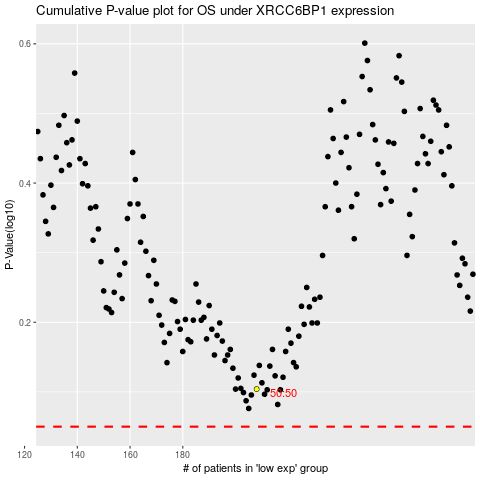 Cumulative P-value plot for OS under XRCC6BP1 expression
P-Value(log10)
0.6
0.4
0.2
50:50
120 140 160 180
# of patients in 'low exp' group